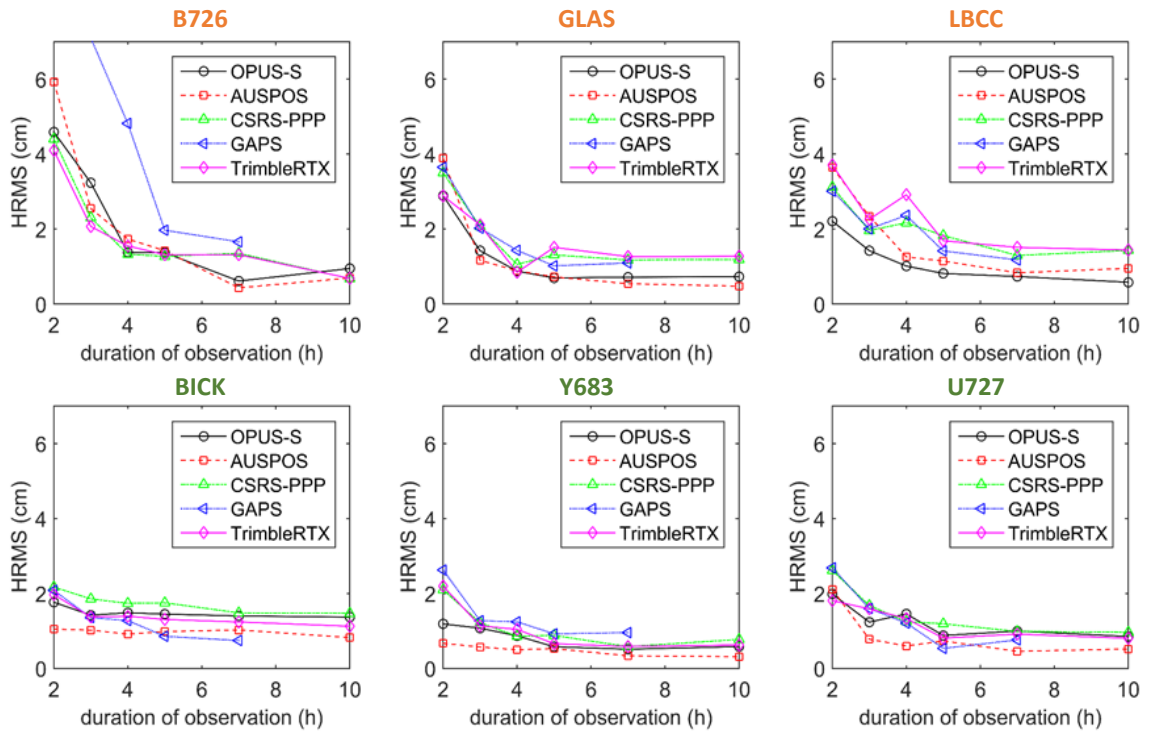 B726
GLAS
LBCC
HRMS (cm)
6
4
2
0
OPUS-S
AUSPOS
CSRS-PPP
GAPS
TrimbleRTX
2 4 6 8 10
duration of observation (h)
HRMS (cm)
6
4
2
0
OPUS-S
AUSPOS
CSRS-PPP
GAPS
TrimbleRTX
2 4 6 8 10
duration of observation (h)
HRMS (cm)
6
4
2
0
OPUS-S
AUSPOS
CSRS-PPP
GAPS
TrimbleRTX
2 4 6 8 10
duration of observation (h)
BICK
Y683
U727
HRMS (cm)
6
4
2
0
OPUS-S
AUSPOS
CSRS-PPP
GAPS
TrimbleRTX
2 4 6 8 10
duration of observation (h)
HRMS (cm)
6
4
2
0
OPUS-S
AUSPOS
CSRS-PPP
GAPS
TrimbleRTX
2 4 6 8 10
duration of observation (h)
HRMS (cm)
6
4
2
0
OPUS-S
AUSPOS
CSRS-PPP
GAPS
TrimbleRTX
2 4 6 8 10
duration of observation (h)